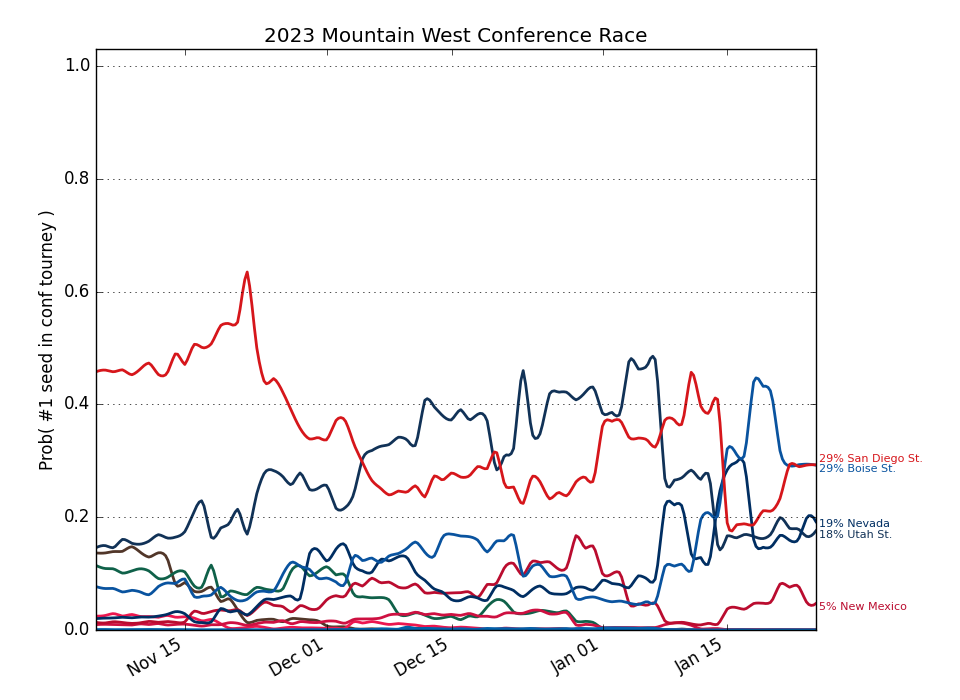 2023 Mountain West Conference Race
Prob( #1 seed in conf tourney )
1.0
0.8
0.6
0.4
0.2
0.0
Nov 15
Dec 01
Dec 15
Jan 01
Jan 15
29% San Diego St.
29% Boise St.
19% Nevada
18% Utah St.
5% New Mexico